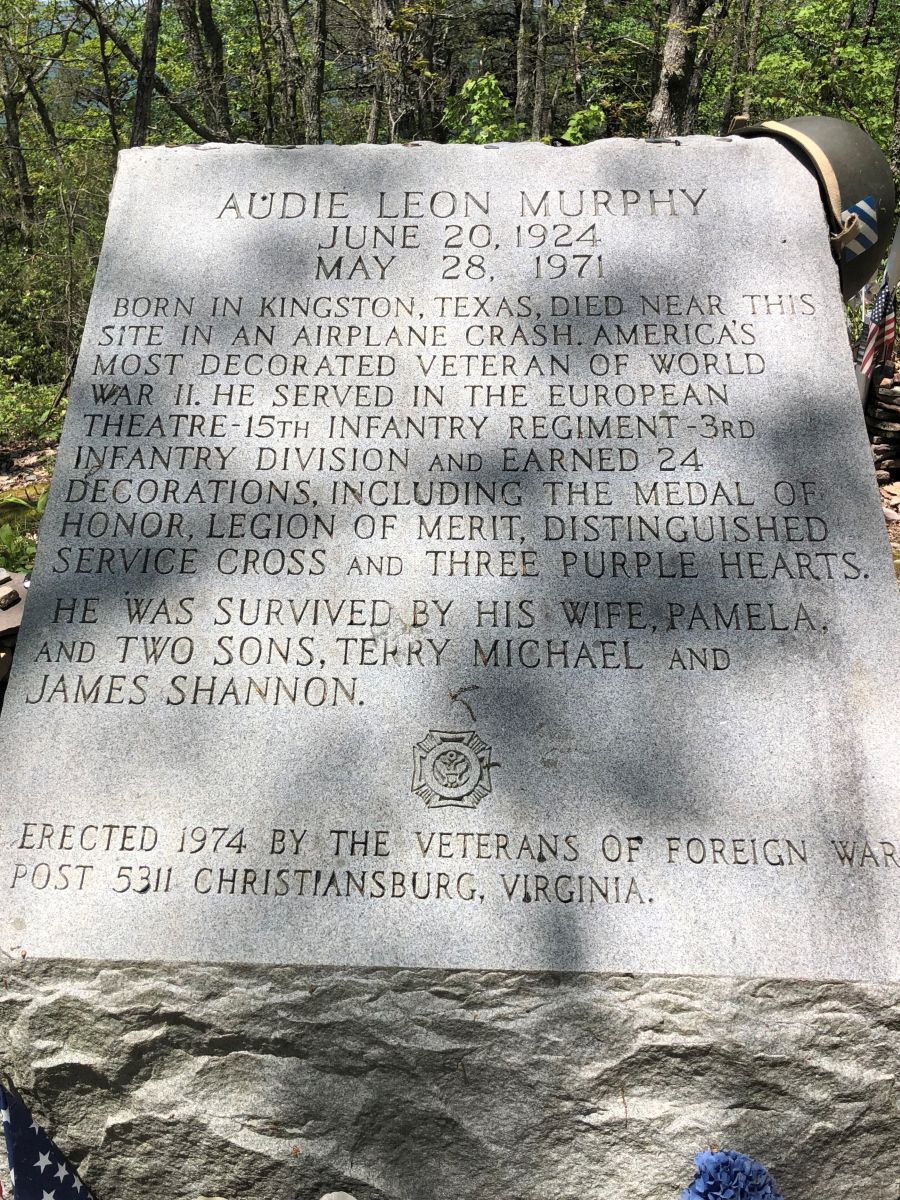 AUDIE LEON MURPHY
JUNE 20, 1924
MAY 28, 1971
BORN IN KINGSTON, TEXAS, DIED NEAR THIS
SITE IN AN AIRPLANE CRASH. AMERICA'S
MOST DECORATED VETERAN OF WORLD
WAR II. HE SERVED IN THE EUROPEAN
THEATRE-15TH INFANTRY REGIMENT-3RD
INFANTRY DIVISION AND EARNED 24
DECORATIONS, INCLUDING THE MEDAL OF
HONOR, LEGION OF MERIT, DISTINGUISHED
SERVICE CROSS AND THREE PURPLE HEARTS.
HE WAS SURVIVED BY HIS WIFE, PAMELA,
AND TWO SONS, TERRY MICHAEL AND
JAMES SHANNON.
ERECTED 1974 BY THE VETERANS OF FOREIGN WAR
POST 5311 CHRISTIANSBURG, VIRGINIA.